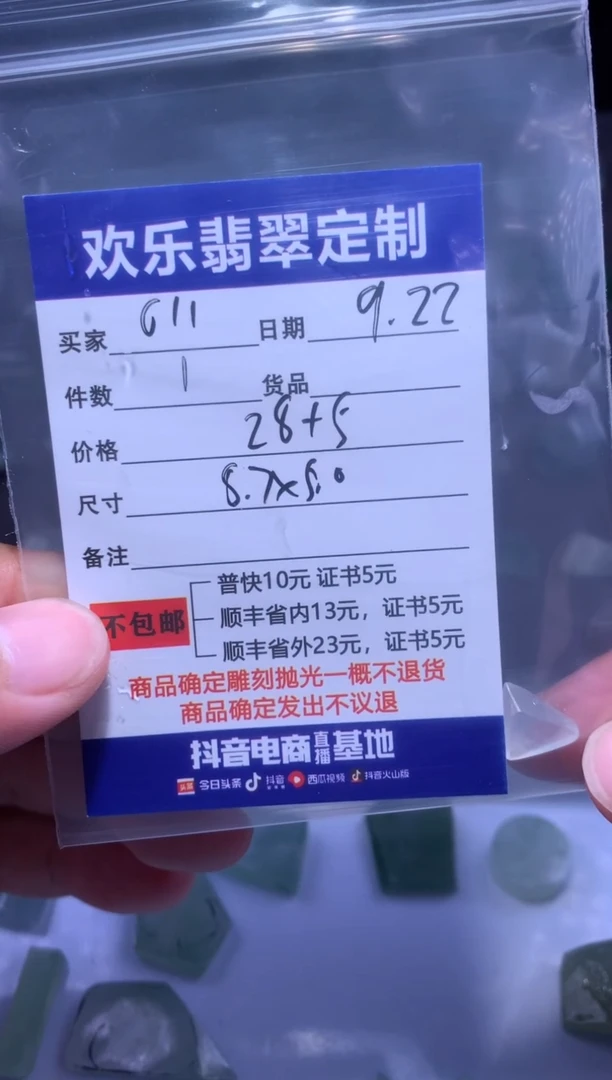 欢乐翡翠定制
买家 611 日期 9.22
件数 1 货品
价格 28+5
尺寸 8.7x5.0
备注
普快10元 证书5元
不包邮 顺丰省内13元，证书5元
顺丰省外23元，证书5元
商品确定雕刻抛光一概不退货
商品确定发出不议退
抖音电商直播基地
头条 今日头条 抖音 西瓜视频 抖音火山版